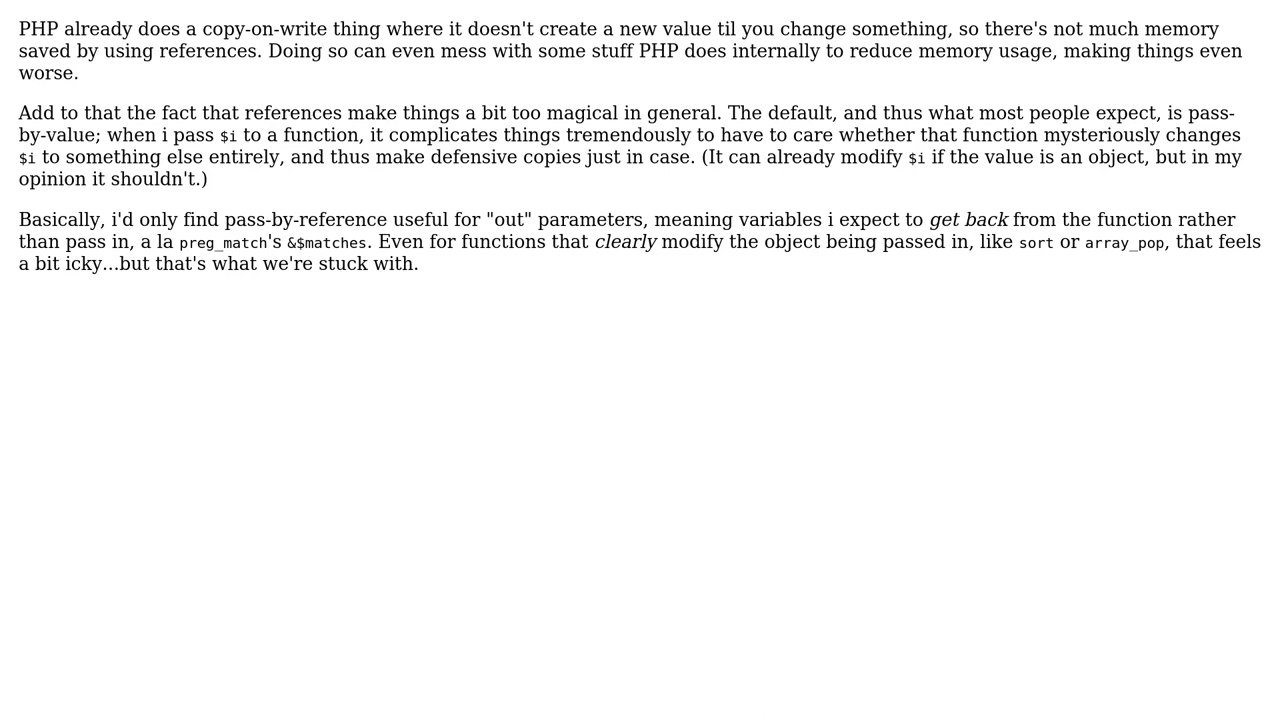 PHP already does a copy-on-write thing where it doesn't create a new value til you change something, so there's not much memory
saved by using references. Doing so can even mess with some stuff PHP does internally to reduce memory usage, making things even
worse.
Add to that the fact that references make things a bit too magical in general. The default, and thus what most people expect, is pass-
by-value; when i pass $i to a function, it complicates things tremendously to have to care whether that function mysteriously changes
$i to something else entirely, and thus make defensive copies just in case. (It can already modify $i if the value is an object, but in my
opinion it shouldn't.)
Basically, i'd only find pass-by-reference useful for "out" parameters, meaning variables i expect to get back from the function rather
than pass in, a la preg_match's &$matches. Even for functions that clearly modify the object being passed in, like sort or array_pop, that feels
a bit icky...but that's what we're stuck with.